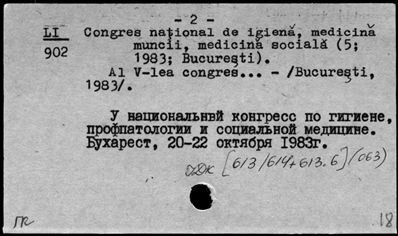 - 2 -
LI Congres naţional de igienă, medicină
902 muncii, medicină socială (5;
1983; Bucureşti).
Al V-lea congres... - /Bucureşti,
1983/.
У национальный конгресс по гигиене,
профпатологии и социальной медицине.
Бухарест, 20-22 октября 1983г.
[613/614+613.6](063)
ГК
18